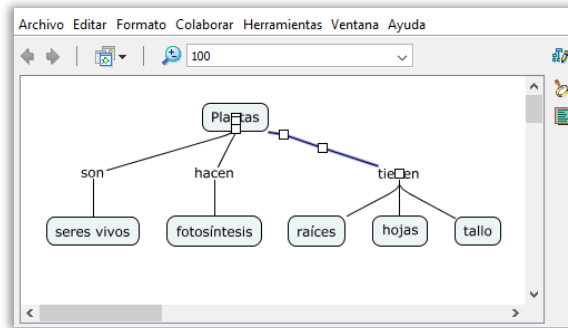 Archivo Editar Formato Colaborar Herramientas Ventana Ayuda
100
Plantas
son hacen tienen
seres vivos fotosíntesis raíces hojas tallo